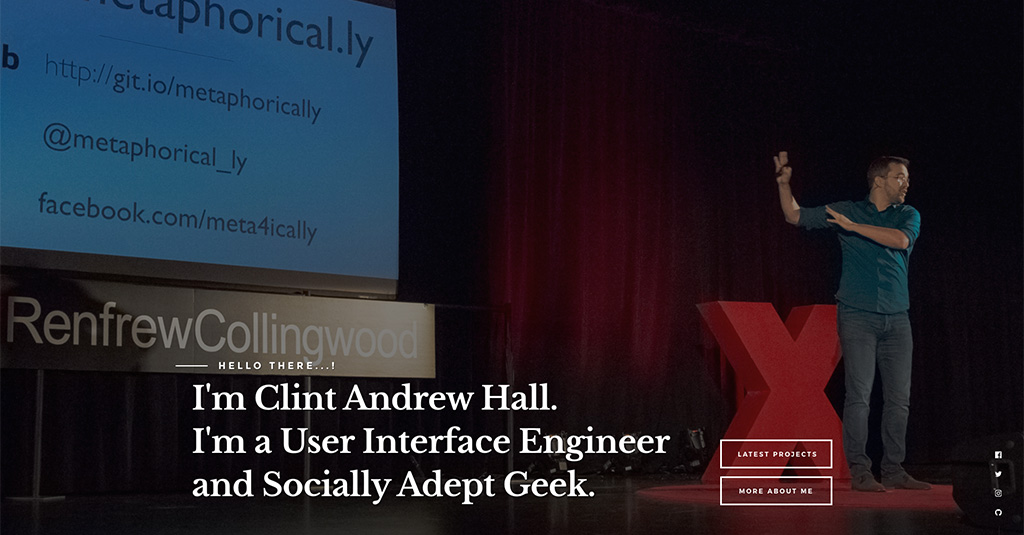 etaphorical.ly
b http://git.io/metaphorically
@metaphorical_ly
facebook.com/meta4ically
RenfrewCollingwood
X
HELLO THERE...!
I'm Clint Andrew Hall.
I'm a User Interface Engineer
and Socially Adept Geek.
LATEST PROJECTS
MORE ABOUT ME